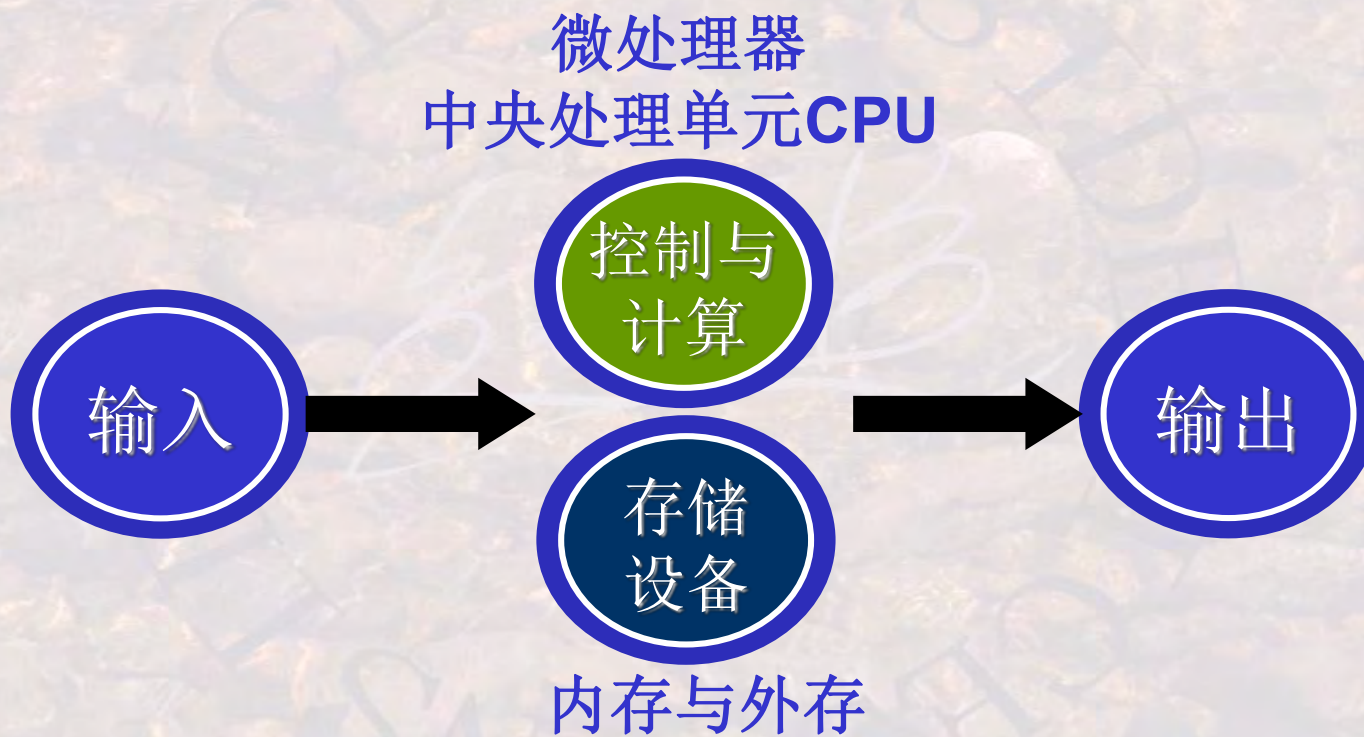 微处理器
中央处理单元CPU
控制与
计算
输入
输出
存储
设备
内存与外存